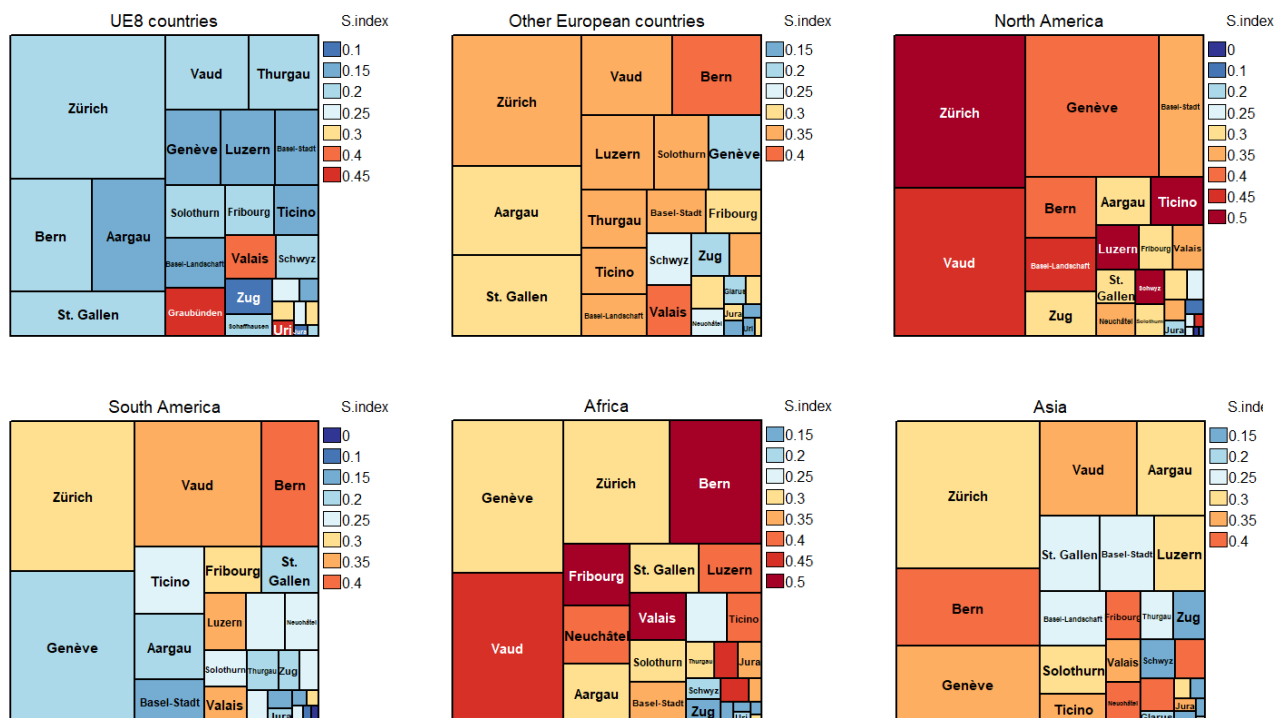 UE8 countries
S.index
Zürich
Vaud
Thurgau
Genève
Luzern
Basel-Stadt
Bern
Aargau
Solothurn
Fribourg
Ticino
Basel-Landschaft
Valais
Schwyz
St. Gallen
Graubünden
Zug
Schaffhausen
Uri
Jura
0.1
0.15
0.2
0.25
0.3
0.4
0.45
Other European countries
S.index
Zürich
Vaud
Bern
Luzern
Solothurn
Genève
Aargau
Thurgau
Basel-Stadt
Fribourg
Schwyz
Zug
St. Gallen
Ticino
Glarus
Basel-Landschaft
Valais
Neuchâtel
Jura
Uri
0.15
0.2
0.25
0.3
0.35
0.4
North America
S.index
Zürich
Genève
Basel-Stadt
Vaud
Bern
Aargau
Ticino
Basel-Landschaft
Luzern
Fribourg
Valais
Zug
St.
Gallen
Schwyz
Neuchâtel
Solothurn
Jura
0
0.1
0.2
0.25
0.3
0.35
0.4
0.45
0.5
South America
S.index
Zürich
Vaud
Bern
Ticino
Fribourg
St.
Gallen
Genève
Aargau
Luzern
Neuchâtel
Solothurn
Thurgau
Zug
Basel-Stadt
Valais
Jura
0
0.1
0.15
0.2
0.25
0.3
0.35
0.4
Africa
S.index
Genève
Zürich
Bern
Fribourg
St. Gallen
Luzern
Vaud
Neuchâtel
Valais
Ticino
Solothurn
Thurgau
Jura
Aargau
Schwyz
Basel-Stadt
Zug
Uri
0.15
0.2
0.25
0.3
0.35
0.4
0.45
0.5
Asia
S.inde
Zürich
Vaud
Aargau
St. Gallen
Basel-Stadt
Luzern
Bern
Basel-Landschaft
Fribourg
Thurgau
Zug
Genève
Solothurn
Valais
Schwyz
Ticino
Neuchâtel
Jura
Glarus
0.15
0.2
0.25
0.3
0.35
0.4